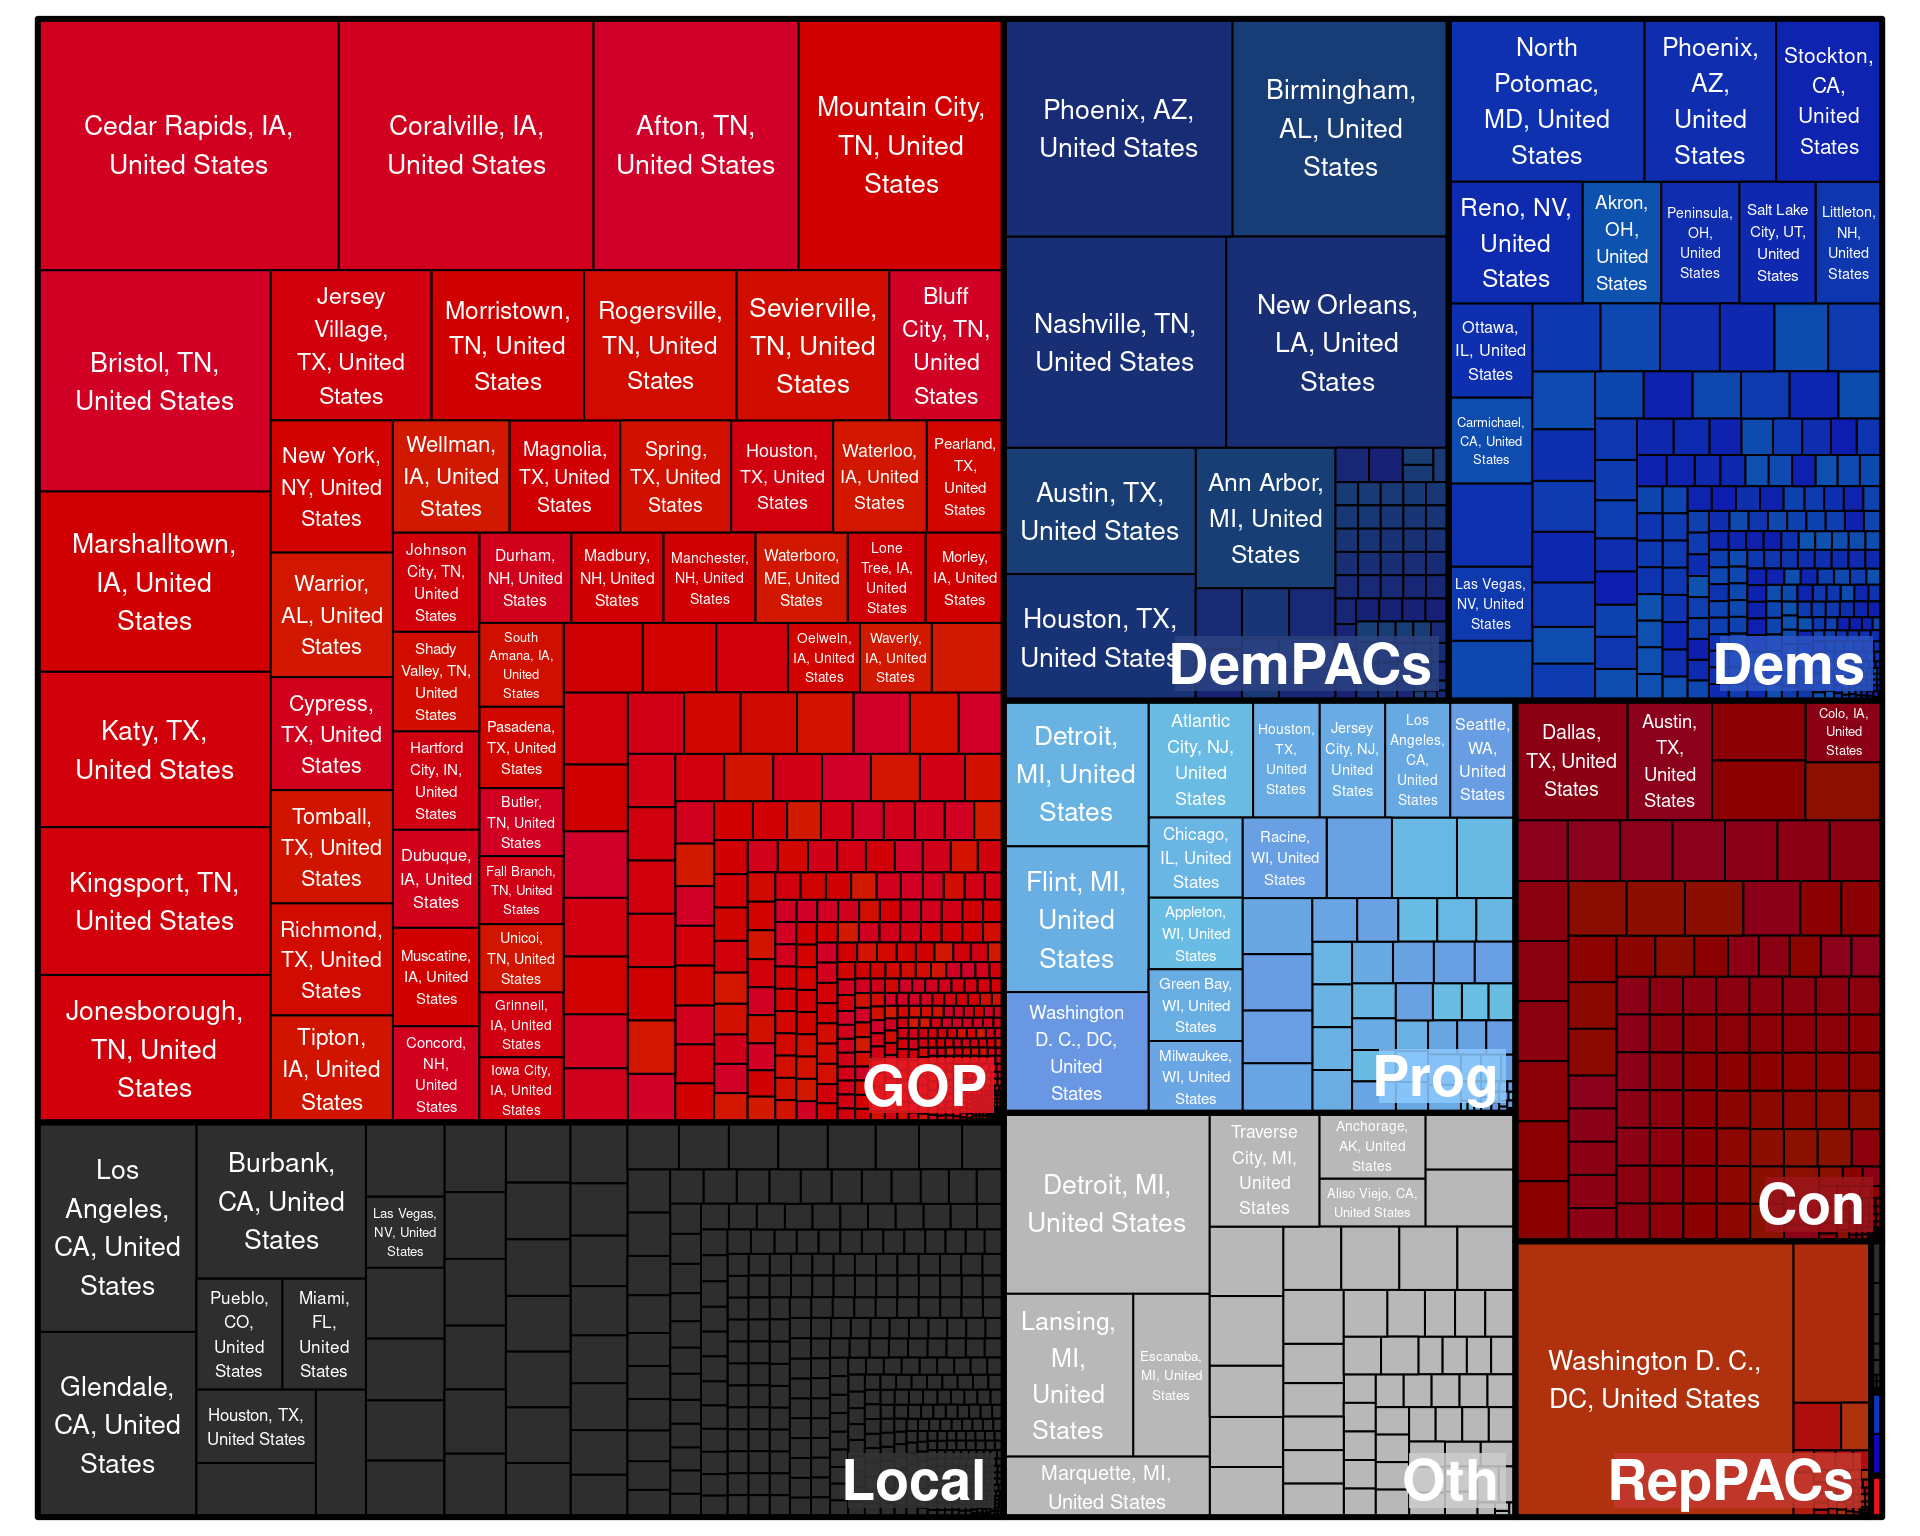 Cedar Rapids, IA,
United States
Coralville, IA,
United States
Afton, TN,
United States
Mountain City,
TN, United
States
Bristol, TN,
United States
Jersey
Village,
TX, United
States
Morristown,
TN, United
States
Rogersville,
TN, United
States
Sevierville,
TN, United
States
Bluff
City, TN,
United
States
Marshalltown,
IA, United
States
New York,
NY, United
States
Wellman,
IA, United
States
Magnolia,
TX, United
States
Spring,
TX, United
States
Houston,
TX, United
States
Waterloo,
IA, United
States
Pearland,
TX,
United
States
Warrior,
AL, United
States
Johnson
City, TN,
United
States
Durham,
NH, United
States
Madbury,
NH, United
States
Manchester,
NH, United
States
Waterboro,
ME, United
States
Lone
Tree, IA,
United
States
Morley,
IA, United
States
Katy, TX,
United States
Cypress,
TX, United
States
Shady
Valley, TN,
United
States
South
Amana, IA,
United
States
Oelwein,
IA, United
States
Waverly,
IA, United
States
Tomball,
TX, United
States
Hartford
City, IN,
United
States
Pasadena,
TX, United
States
Butler,
TN, United
States
Kingsport, TN,
United States
Richmond,
TX, United
States
Dubuque,
IA, United
States
Fall Branch,
TN, United
States
Unicoi,
TN, United
States
Jonesborough,
TN, United
States
Tipton,
IA, United
States
Muscatine,
IA, United
States
Concord,
NH,
United
States
Grinnell,
IA, United
States
Iowa City,
IA, United
States
GOP
Phoenix, AZ,
United States
Birmingham,
AL, United
States
Nashville, TN,
United States
New Orleans,
LA, United
States
Austin, TX,
United States
Ann Arbor,
MI, United
States
Houston, TX,
United States
DemPACs
North
Potomac,
MD, United
States
Phoenix,
AZ,
United
States
Stockton,
CA,
United
States
Reno, NV,
United
States
Akron,
OH,
United
States
Peninsula,
OH,
United
States
Salt Lake
City, UT,
United
States
Littleton,
NH,
United
States
Ottawa,
IL, United
States
Carmichael,
CA, United
States
Las Vegas,
NV, United
States
Dems
Detroit,
MI, United
States
Atlantic
City, NJ,
United
States
Houston,
TX,
United
States
Jersey
City, NJ,
United
States
Los
Angeles,
CA,
United
States
Seattle,
WA,
United
States
Flint, MI,
United
States
Chicago,
IL, United
States
Racine,
WI, United
States
Appleton,
WI, United
States
Washington
D. C., DC,
United
States
Green Bay,
WI, United
States
Milwaukee,
WI, United
States
Prog
Dallas,
TX, United
States
Austin,
TX,
United
States
Colo, IA,
United
States
Con
Los
Angeles,
CA, United
States
Burbank,
CA, United
States
Las Vegas,
NV, United
States
Pueblo,
CO,
United
States
Miami,
FL,
United
States
Glendale,
CA, United
States
Houston, TX,
United States
Local
Detroit, MI,
United States
Traverse
City, MI,
United
States
Anchorage,
AK, United
States
Aliso Viejo, CA,
United States
Lansing,
MI,
United
States
Escanaba,
MI, United
States
Marquette, MI,
United States
Oth
Washington D. C.,
DC, United States
RepPACs